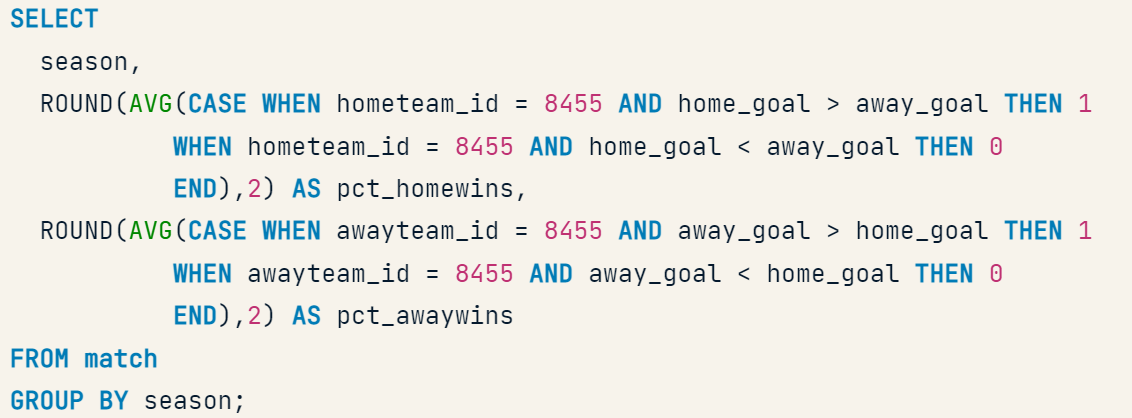 SELECT
season,
ROUND(AVG(CASE WHEN hometeam_id = 8455 AND home_goal > away_goal THEN 1
WHEN hometeam_id = 8455 AND home_goal < away_goal THEN 0
END),2) AS pct_homewins,
ROUND(AVG(CASE WHEN awayteam_id = 8455 AND away_goal > home_goal THEN 1
WHEN awayteam_id = 8455 AND away_goal < home_goal THEN 0
END),2) AS pct_awaywins
FROM match
GROUP BY season;